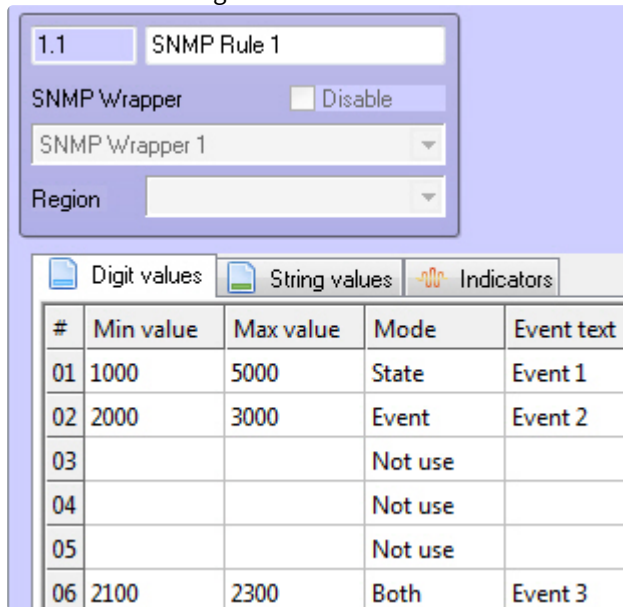 1.1 SNMP Rule 1
SNMP Wrapper Disable
SNMP Wrapper 1
Region
Digit values String values Indicators
# Min value Max value Mode Event text
01 1000 5000 State Event 1
02 2000 3000 Event Event 2
03 Not use
04 Not use
05 Not use
06 2100 2300 Both Event 3